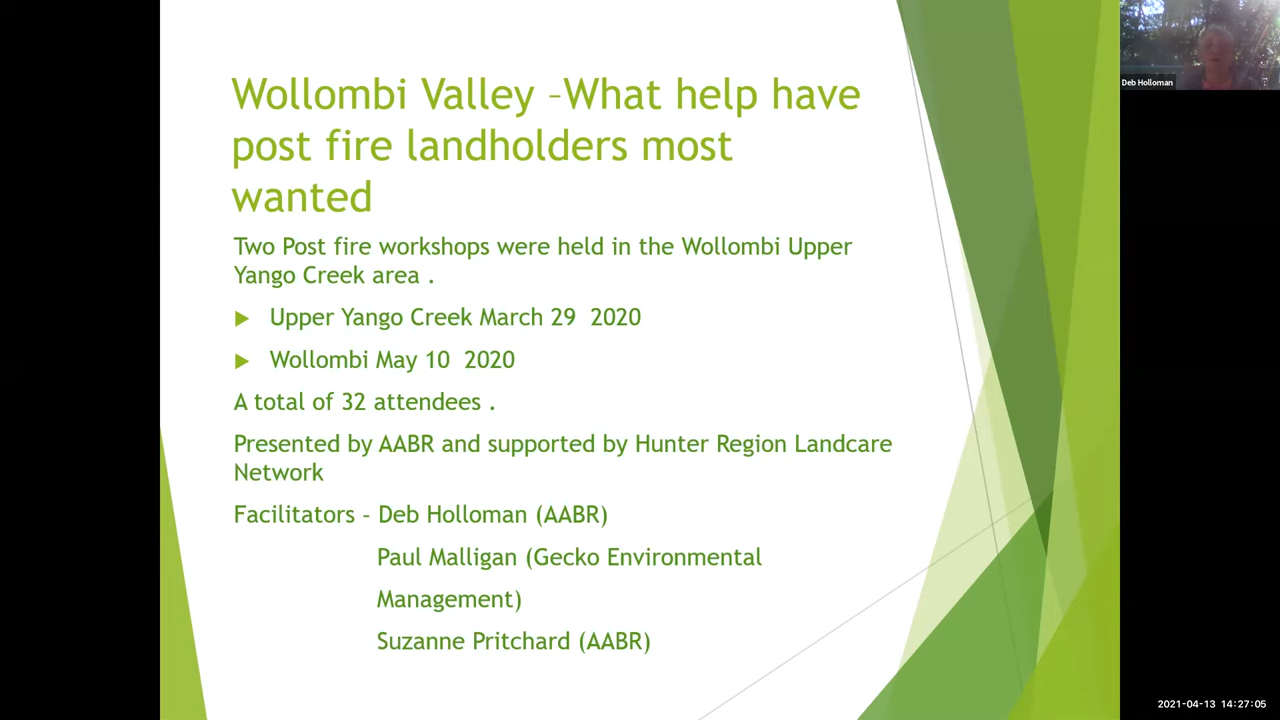 Wollombi Valley –What help have
post fire landholders most
wanted
Two Post fire workshops were held in the Wollombi Upper
Yango Creek area .
Upper Yango Creek March 29  2020
Wollombi May 10  2020
A total of 32 attendees .
Presented by AABR and supported by Hunter Region Landcare
Network
Facilitators – Deb Holloman (AABR)
Paul Malligan (Gecko Environmental
Management)
Suzanne Pritchard (AABR)
Deb Holloman
2021-04-13 14:27:05